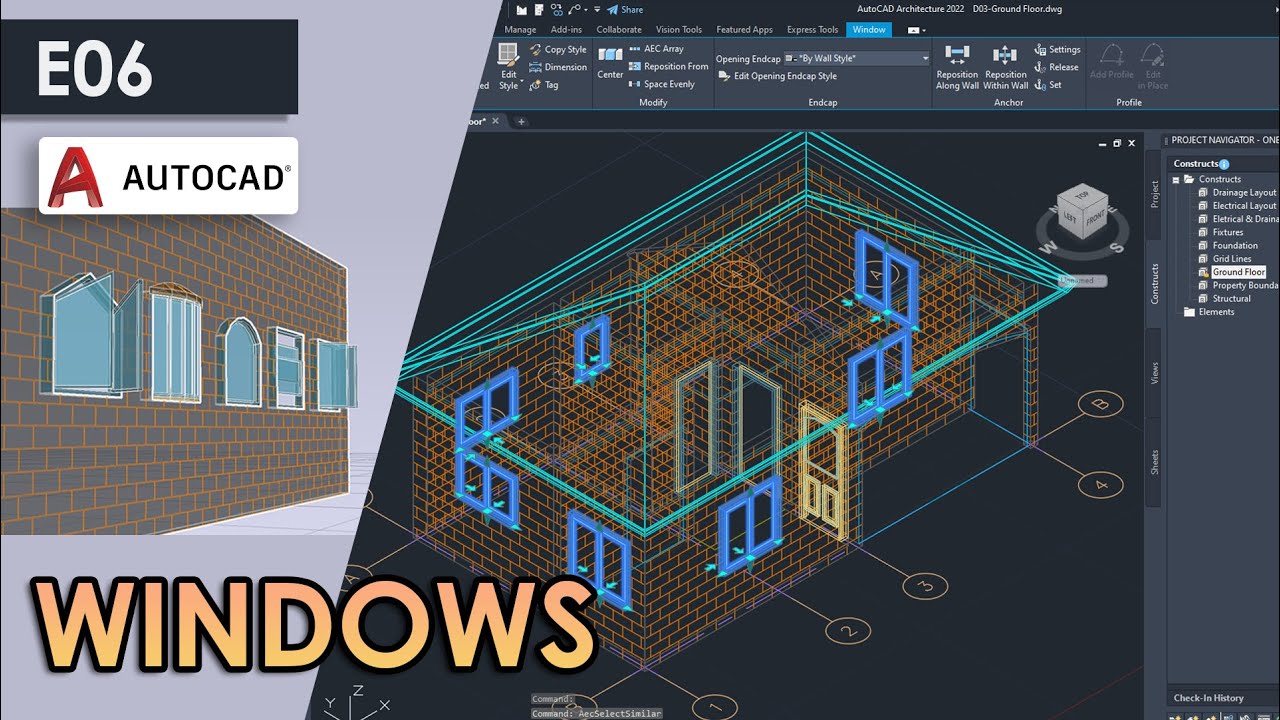 E06
AUTOCAD®
WINDOWS
Share
AutoCAD Architecture 2022 D03-Ground Floor.dwg
Manage Add-ins Collaborate Vision Tools Featured Apps Express Tools Window
Edit
Style
Copy Style
Dimension
Tag
Center
AEC Array
Reposition From
Space Evenly
Modify
Opening Endcap *By Wall Style*
Edit Opening Endcap Style
Endcap
Reposition
Along Wall
Reposition
Within Wall
Settings
Release
Set
Anchor
Add Profile
Edit
in Place
Profile
oor*
PROJECT NAVIGATOR - ONE
Constructs
Constructs
Drainage Layout
Electrical Layout
Eletrical & Draina
Fixtures
Foundation
Grid Lines
Ground Floor
Property Bounda
Structural
Elements
Project
Constructs
Views
Sheets
TOP
LEFT
FRONT
W
S
Unnamed
A
B
4
3
2
1
A
Z
Y
X
Command:
Command: AecSelectSimilar
Check-In History